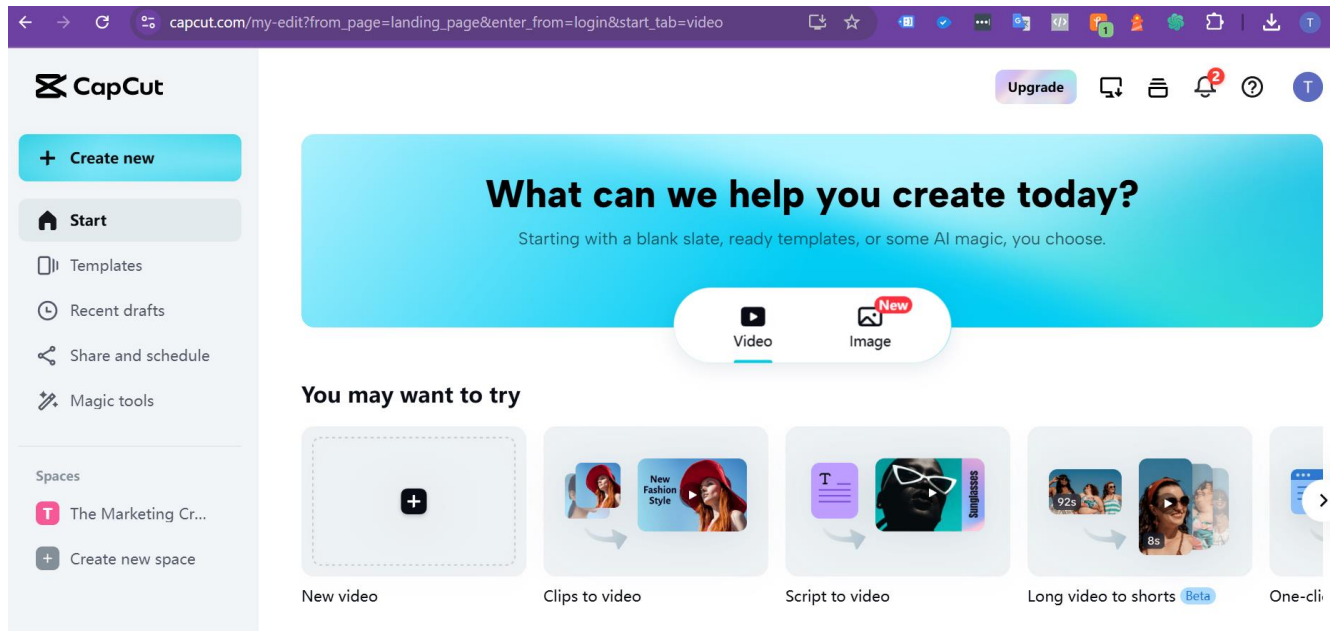 capcut.com/my-edit?from_page=landing_page&enter_from=login&start_tab=video
1
T
CapCut
Upgrade
2
T
Create new
Start
Templates
Recent drafts
Share and schedule
Magic tools
Spaces
T The Marketing Cr...
Create new space
What can we help you create today?
Starting with a blank slate, ready templates, or some AI magic, you choose.
Video
Image
New
You may want to try
New video
New
Fashion
Style
Clips to video
T
Sunglasses
Script to video
92s
8s
Long video to shorts Beta
One-cli